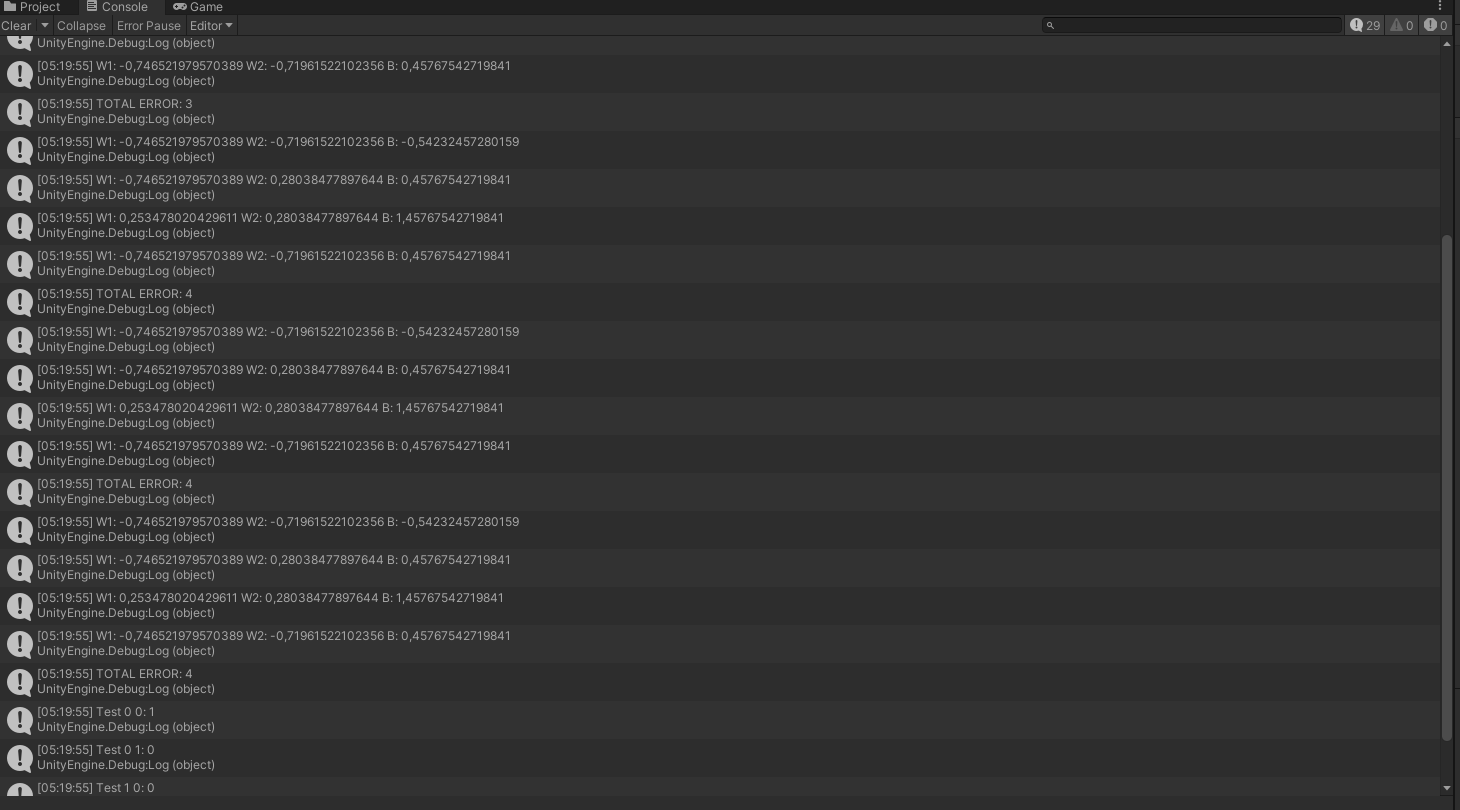 Project Console Game
Clear Collapse Error Pause Editor 29 0 0
UnityEngine.Debug:Log (object)
[05:19:55] W1: -0,746521979570389 W2: -0,71961522102356 B: 0,45767542719841
UnityEngine.Debug:Log (object)
[05:19:55] TOTAL ERROR: 3
UnityEngine.Debug:Log (object)
[05:19:55] W1: -0,746521979570389 W2: -0,71961522102356 B: -0,54232457280159
UnityEngine.Debug:Log (object)
[05:19:55] W1: -0,746521979570389 W2: 0,28038477897644 B: 0,45767542719841
UnityEngine.Debug:Log (object)
[05:19:55] W1: 0,253478020429611 W2: 0,28038477897644 B: 1,45767542719841
UnityEngine.Debug:Log (object)
[05:19:55] W1: -0,746521979570389 W2: -0,71961522102356 B: 0,45767542719841
UnityEngine.Debug:Log (object)
[05:19:55] TOTAL ERROR: 4
UnityEngine.Debug:Log (object)
[05:19:55] W1: -0,746521979570389 W2: -0,71961522102356 B: -0,54232457280159
UnityEngine.Debug:Log (object)
[05:19:55] W1: -0,746521979570389 W2: 0,28038477897644 B: 0,45767542719841
UnityEngine.Debug:Log (object)
[05:19:55] W1: 0,253478020429611 W2: 0,28038477897644 B: 1,45767542719841
UnityEngine.Debug:Log (object)
[05:19:55] W1: -0,746521979570389 W2: -0,71961522102356 B: 0,45767542719841
UnityEngine.Debug:Log (object)
[05:19:55] TOTAL ERROR: 4
UnityEngine.Debug:Log (object)
[05:19:55] W1: -0,746521979570389 W2: -0,71961522102356 B: -0,54232457280159
UnityEngine.Debug:Log (object)
[05:19:55] W1: -0,746521979570389 W2: 0,28038477897644 B: 0,45767542719841
UnityEngine.Debug:Log (object)
[05:19:55] W1: 0,253478020429611 W2: 0,28038477897644 B: 1,45767542719841
UnityEngine.Debug:Log (object)
[05:19:55] W1: -0,746521979570389 W2: -0,71961522102356 B: 0,45767542719841
UnityEngine.Debug:Log (object)
[05:19:55] TOTAL ERROR: 4
UnityEngine.Debug:Log (object)
[05:19:55] Test 0 0: 1
UnityEngine.Debug:Log (object)
[05:19:55] Test 0 1: 0
UnityEngine.Debug:Log (object)
[05:19:55] Test 1 0: 0